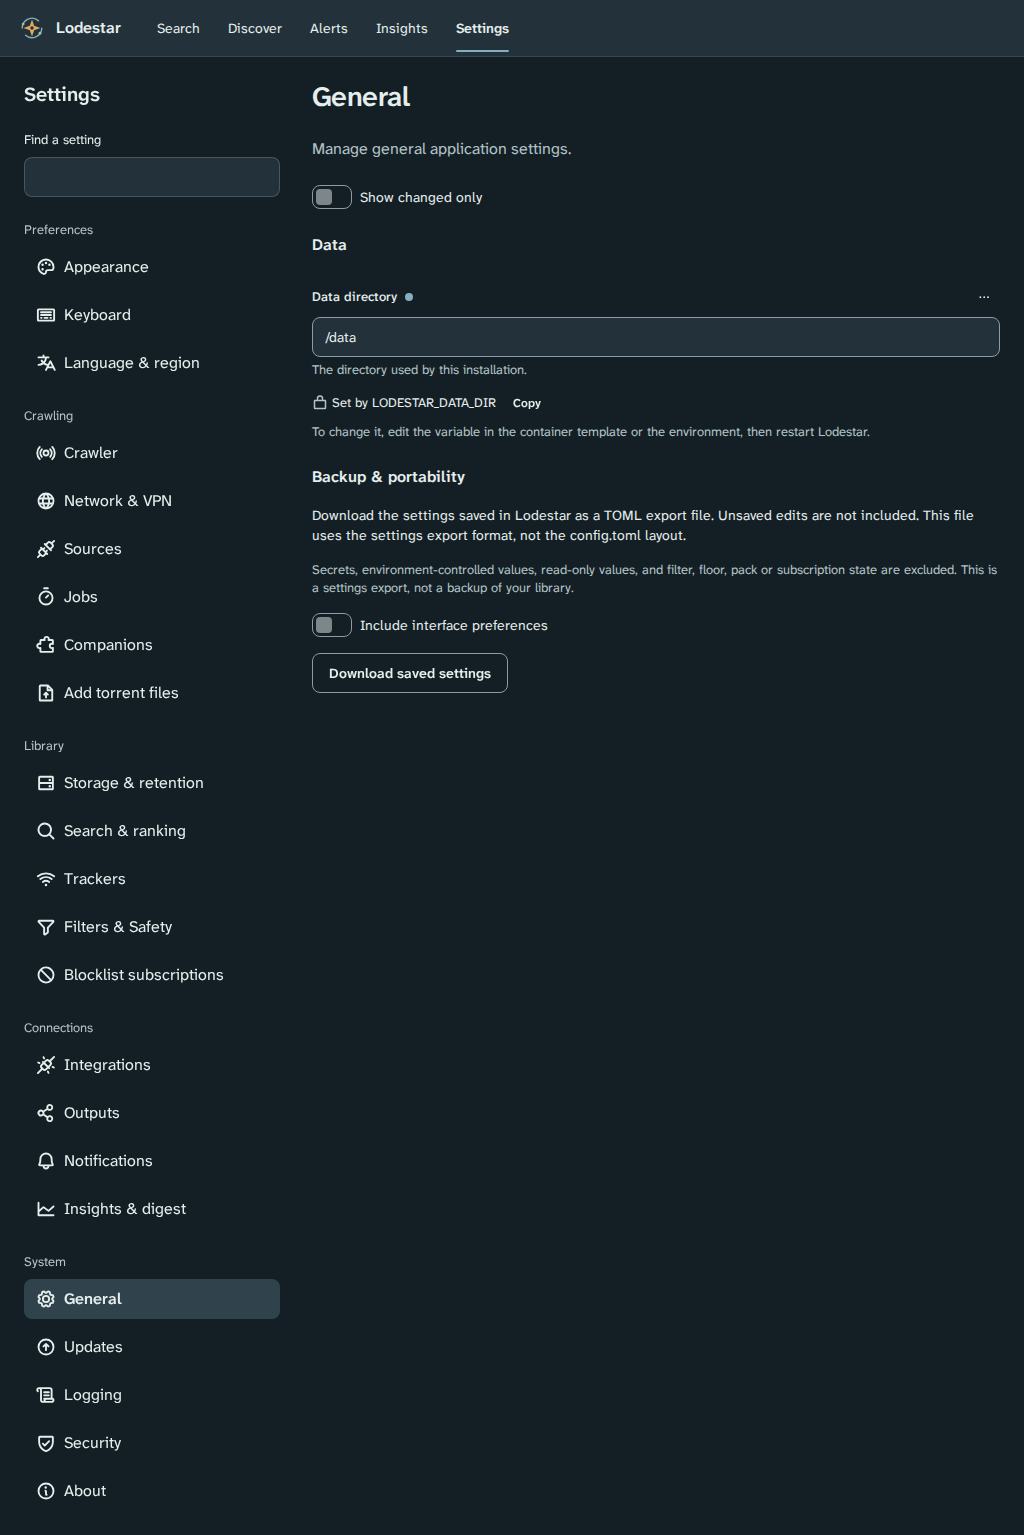 Lodestar
Search
Discover
Alerts
Insights
Settings
Settings
Find a setting
Preferences
Appearance
Keyboard
Language & region
Crawling
Crawler
Network & VPN
Sources
Jobs
Companions
Add torrent files
Library
Storage & retention
Search & ranking
Trackers
Filters & Safety
Blocklist subscriptions
Connections
Integrations
Outputs
Notifications
Insights & digest
System
General
Updates
Logging
Security
About
General
Manage general application settings.
Show changed only
Data
Data directory
...
/data
The directory used by this installation.
Set by LODESTAR_DATA_DIR
Copy
To change it, edit the variable in the container template or the environment, then restart Lodestar.
Backup & portability
Download the settings saved in Lodestar as a TOML export file. Unsaved edits are not included. This file
uses the settings export format, not the config.toml layout.
Secrets, environment-controlled values, read-only values, and filter, floor, pack or subscription state are excluded. This is
a settings export, not a backup of your library.
Include interface preferences
Download saved settings